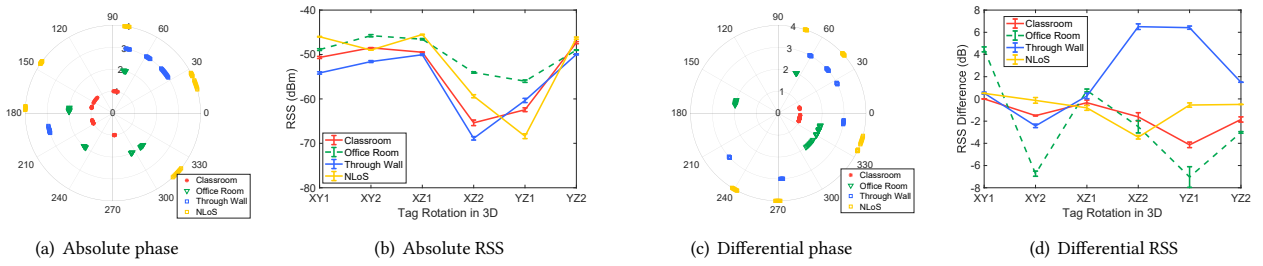 90
120
60
4
3
2
150
30
0
180
0
210
330
240
300
270
Classroom
Office Room
Through Wall
NLoS
(a) Absolute phase
-40
-50
-60
-70
-80
RSS (dBm)
Classroom
Office Room
Through Wall
NLoS
XY1 XY2 XZ1 XZ2 YZ1 YZ2
Tag Rotation in 3D
(b) Absolute RSS
90
120
60
4
3
2
150
30
0
180
0
210
330
240
300
270
Classroom
Office Room
Through Wall
NLoS
(c) Differential phase
8
6
4
2
0
-2
-4
-6
-8
RSS Difference (dB)
Classroom
Office Room
Through Wall
NLoS
XY1 XY2 XZ1 XZ2 YZ1 YZ2
Tag Rotation in 3D
(d) Differential RSS